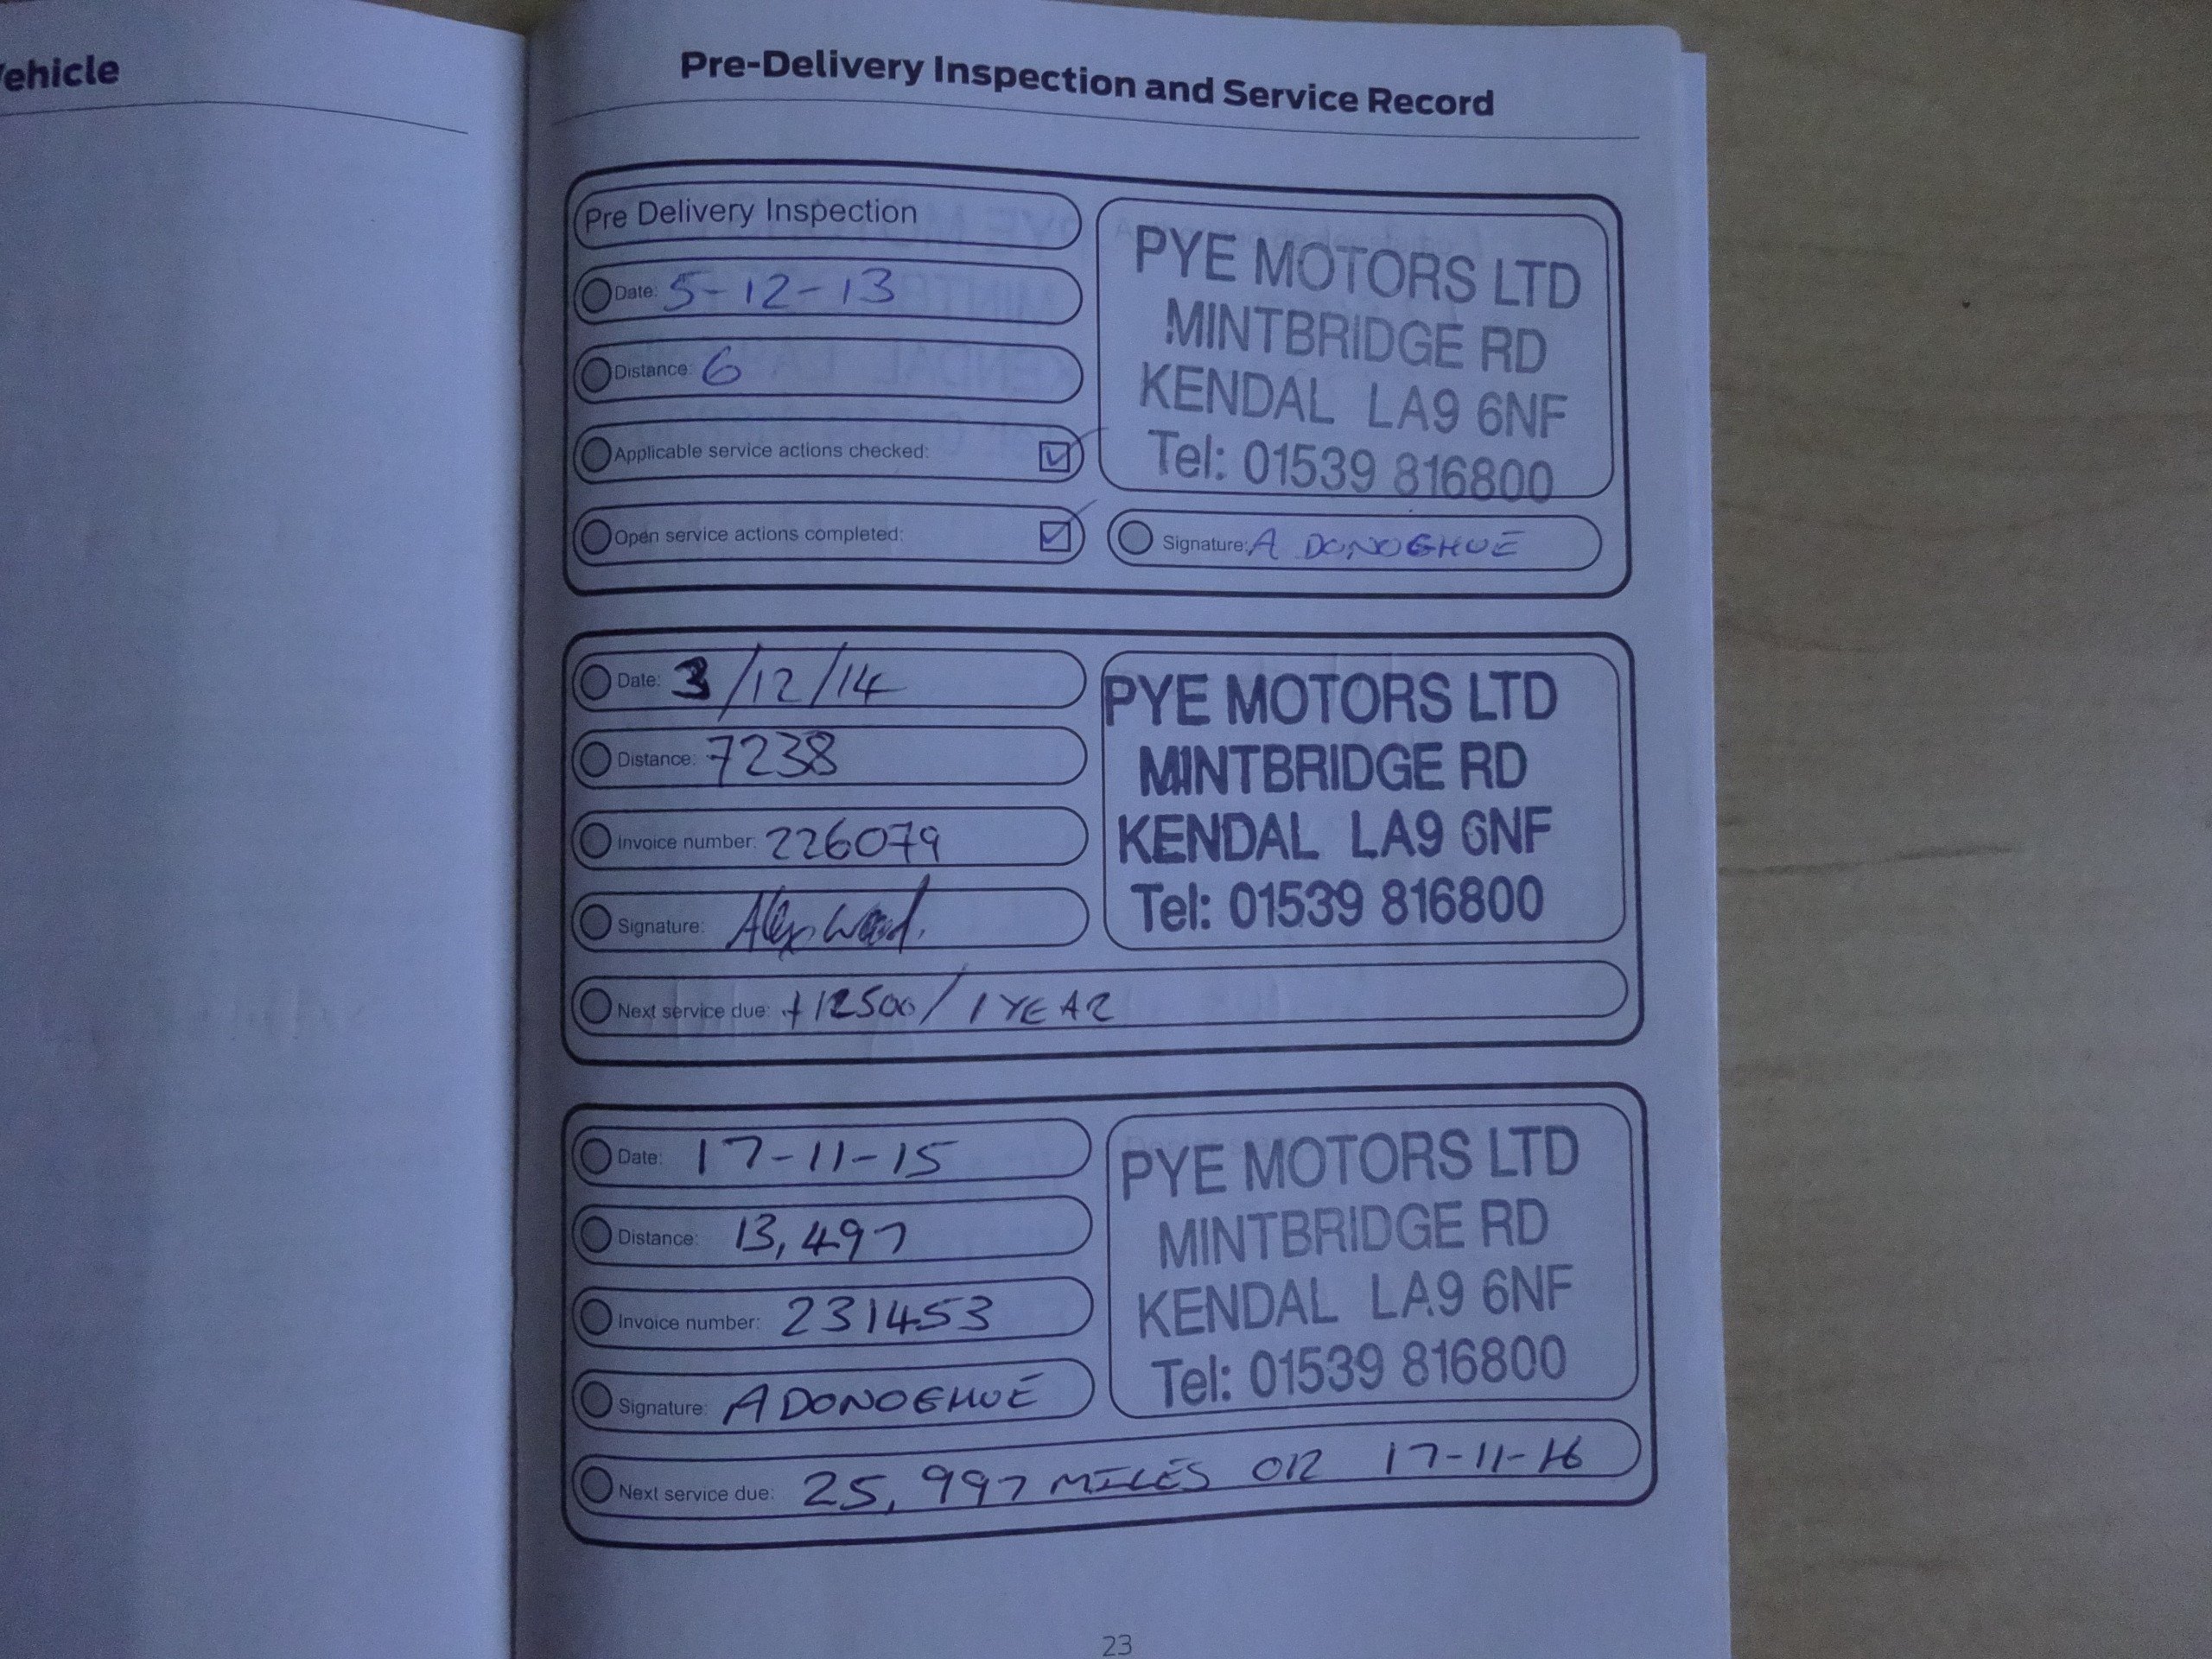 Vehicle
Pre-Delivery Inspection and Service Record
Pre Delivery Inspection
Date: 5-12-13
Distance: 6
Applicable service actions checked:
Open service actions completed:
PYE MOTORS LTD
MINTBRIDGE RD
KENDAL LA9 6NF
Tel: 01539 816800
Signature: A DONOGHUE
Date: 3/12/14
Distance: 7238
Invoice number: 226079
Signature: Alex Wood.
Next service due: +12500/1 YEAR
PYE MOTORS LTD
MINTBRIDGE RD
KENDAL LA9 6NF
Tel: 01539 816800
Date: 17-11-15
Distance: 13,497
Invoice number: 231453
Signature: A DONOGHUE
Next service due: 25,997 MILES OR 17-11-16
PYE MOTORS LTD
MINTBRIDGE RD
KENDAL LA9 6NF
Tel: 01539 816800
23